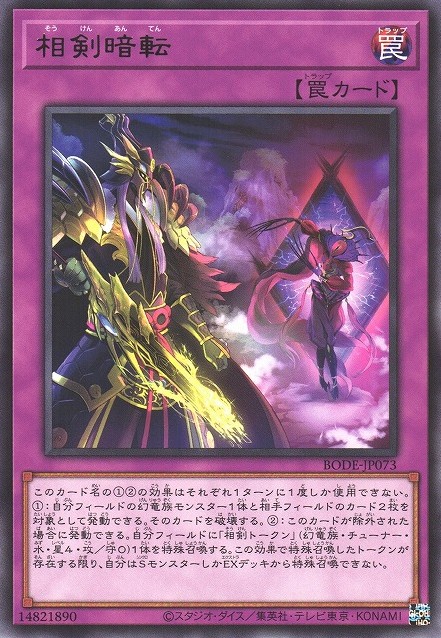 相剣暗転
罠
【罠カード】
BODE-JP073
このカード名の①②の効果はそれぞれ1ターンに1度しか使用できない。
①:自分フィールドの幻竜族モンスター1体と相手フィールドのカード2枚を
対象として発動できる。そのカードを破壊する。②:このカードが除外された
場合に発動できる。自分フィールドに「相剣トークン」(幻竜族・チューナー・
水・星4・攻/守0)1体を特殊召喚する。この効果で特殊召喚したトークンが
存在する限り、自分はSモンスターしかEXデッキから特殊召喚できない。
14821890
©スタジオ・ダイス/集英社・テレビ東京・KONAMI